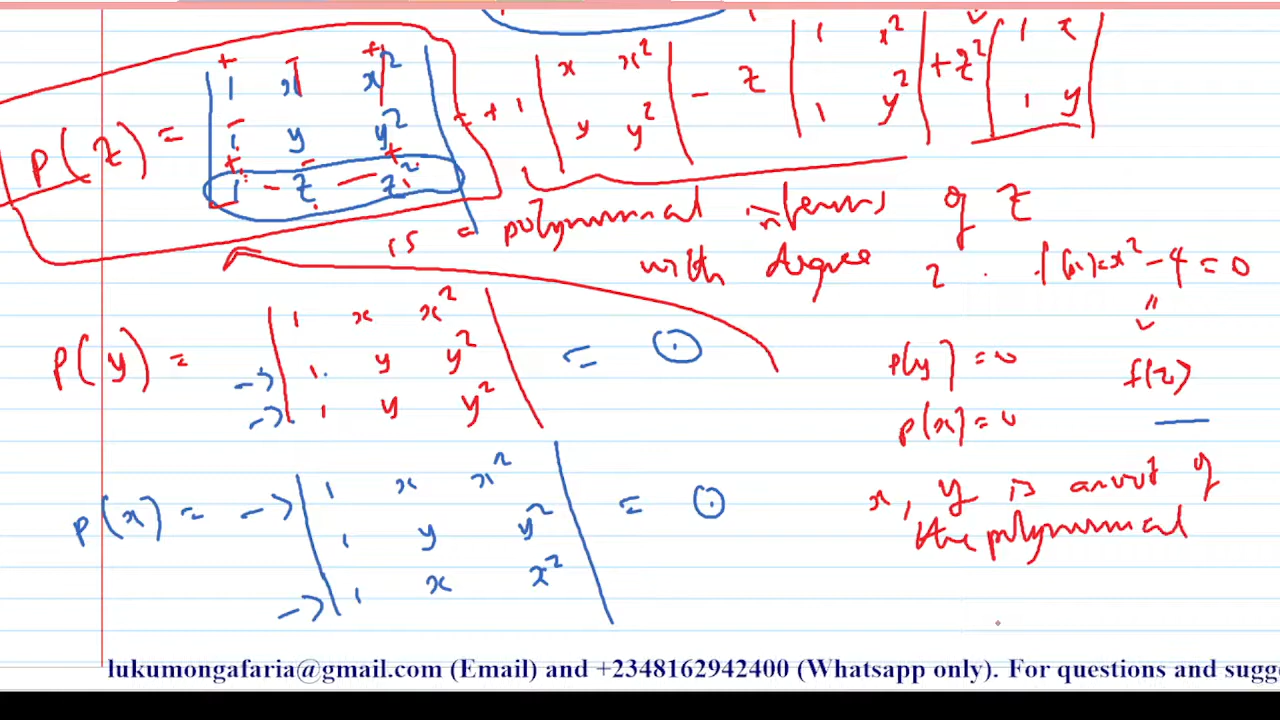 P(z) = | 1 x x² | = + 1 | x x² | - z | 1 x² | + z² | 1 x |
| 1 y y² | | y y² | | 1 y² | | 1 y |
| 1 - z - z² |
is = polynomial in terms of z
with degree 2 . f(x)=x² - 4 = 0
P(y) = | 1 x x² | = 0
| 1 y y² |
| 1 y y² |
p(y) = 0
f(2)
p(x) = 0
p(x) = → | 1 x x² | = 0
| 1 y y² |
→ | 1 x x² |
x, y is a root of
the polynomial
lukumongafaria@gmail.com (Email) and +2348162942400 (Whatsapp only). For questions and sugge